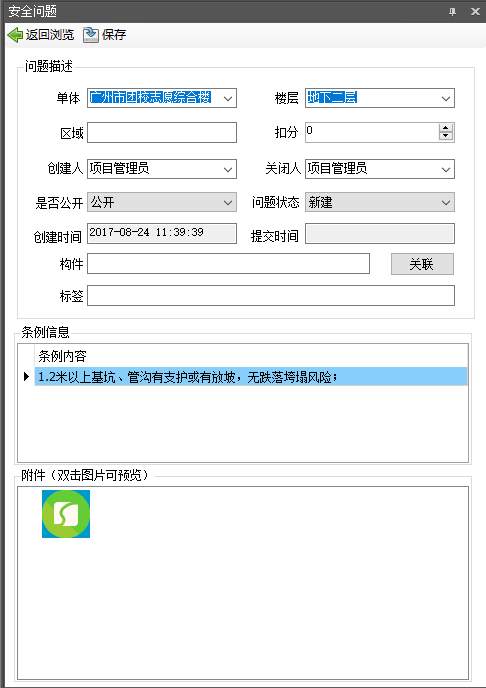 安全问题
返回浏览 保存
问题描述
单体 广州市团校志愿综合楼 楼层 地下二层
区域 扣分 0
创建人 项目管理员 关闭人 项目管理员
是否公开 公开 问题状态 新建
创建时间 2017-08-24 11:39:39 提交时间
构件 关联
标签
条例信息
条例内容
1.2米以上基坑、管沟有支护或有放坡，无跌落垮塌风险；
附件（双击图片可预览）